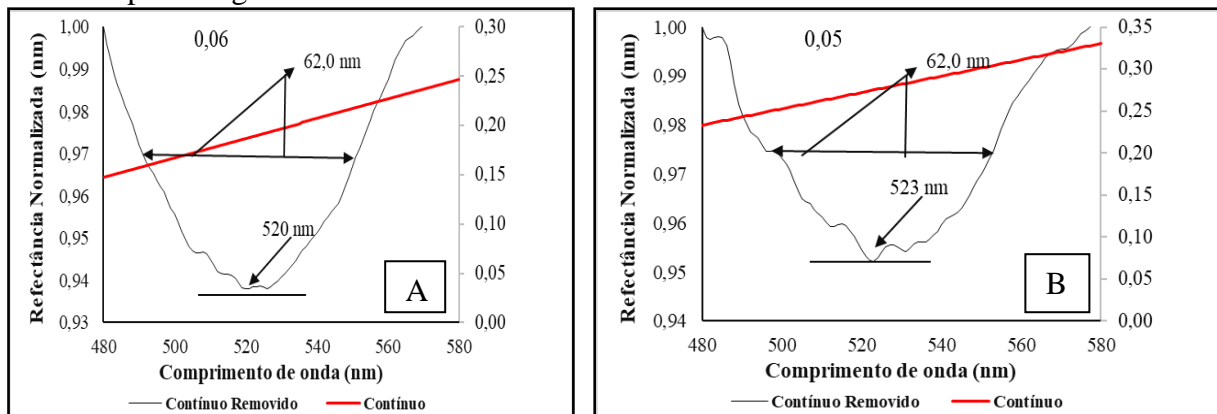 0,06
62,0 nm
520 nm
A
Refectância Normalizada (nm)
1,00
0,99
0,98
0,97
0,96
0,95
0,94
0,93
0,30
0,25
0,20
0,15
0,10
0,05
0,00
480 500 520 540 560 580
Comprimento de onda (nm)
Contínuo Removido Contínuo
0,05
62,0 nm
523 nm
B
Refectância Normalizada (nm)
1,00
0,99
0,98
0,97
0,96
0,95
0,94
0,35
0,30
0,25
0,20
0,15
0,10
0,05
0,00
480 500 520 540 560 580
Comprimento de onda (nm)
Contínuo Removido Contínuo